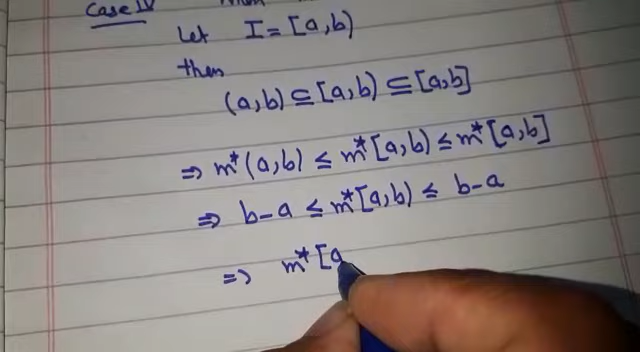 Case IV
Let I = [a, b)
then
(a, b) ⊆ [a, b) ⊆ [a, b]
⇒ m*(a, b) ≤ m*[a, b) ≤ m*[a, b]
⇒ b-a ≤ m*[a, b) ≤ b-a
⇒ m*[a